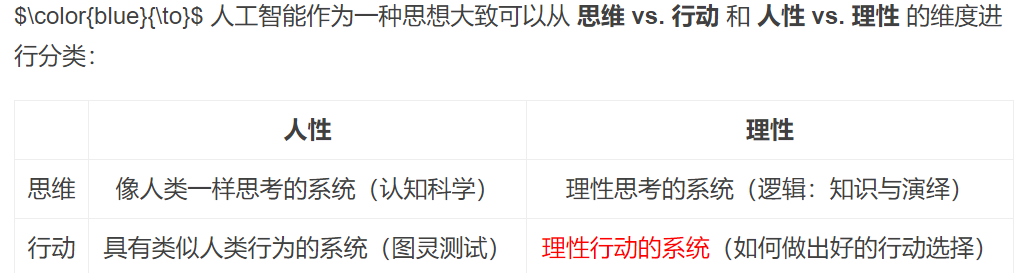 $\color{blue}{\to}$ 人工智能作为一种思想大致可以从 思维 vs. 行动 和 人性 vs. 理性 的维度进
行分类：
人性 理性
思维 像人类一样思考的系统（认知科学） 理性思考的系统（逻辑：知识与演绎）
行动 具有类似人类行为的系统（图灵测试） 理性行动的系统（如何做出好的行动选择）